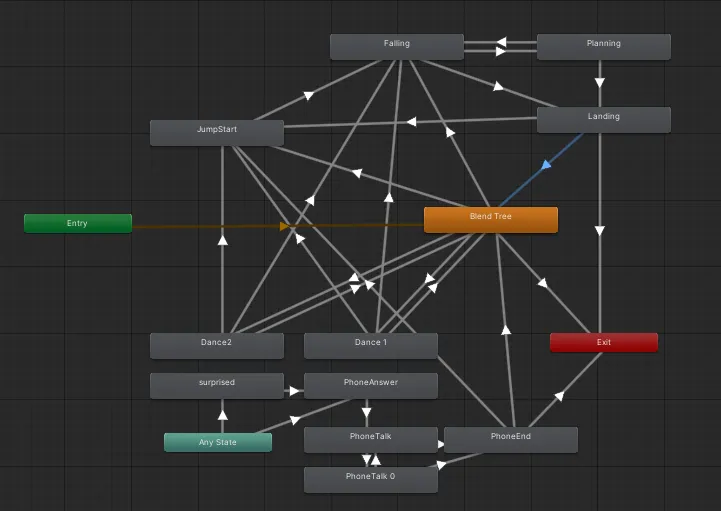 Falling
Planning
Landing
JumpStart
Blend Tree
Entry
Dance2
Dance 1
Exit
surprised
PhoneAnswer
Any State
PhoneTalk
PhoneEnd
PhoneTalk 0